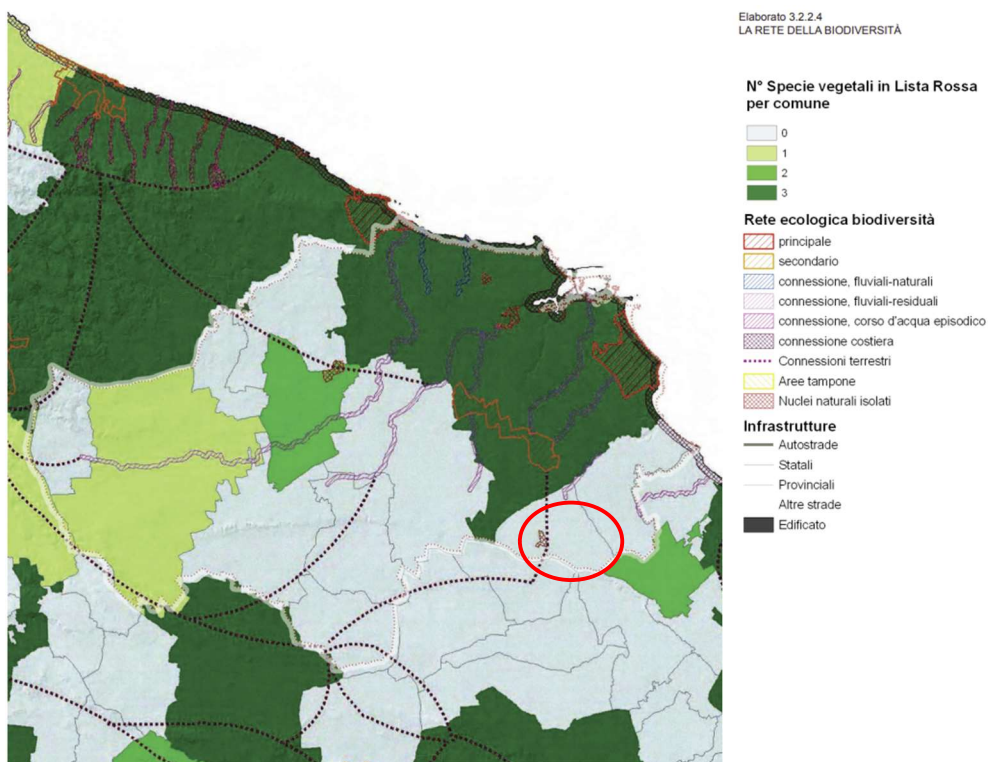 Elaborato 3.2.2.4
LA RETE DELLA BIODIVERSITÀ
N° Specie vegetali in Lista Rossa
per comune
0
1
2
3
Rete ecologica biodiversità
principale
secondario
connessione, fluviali-naturali
connessione, fluviali-residuali
connessione, corso d'acqua episodico
connessione costiera
Connessioni terrestri
Aree tampone
Nuclei naturali isolati
Infrastrutture
Autostrade
Statali
Provinciali
Altre strade
Edificato